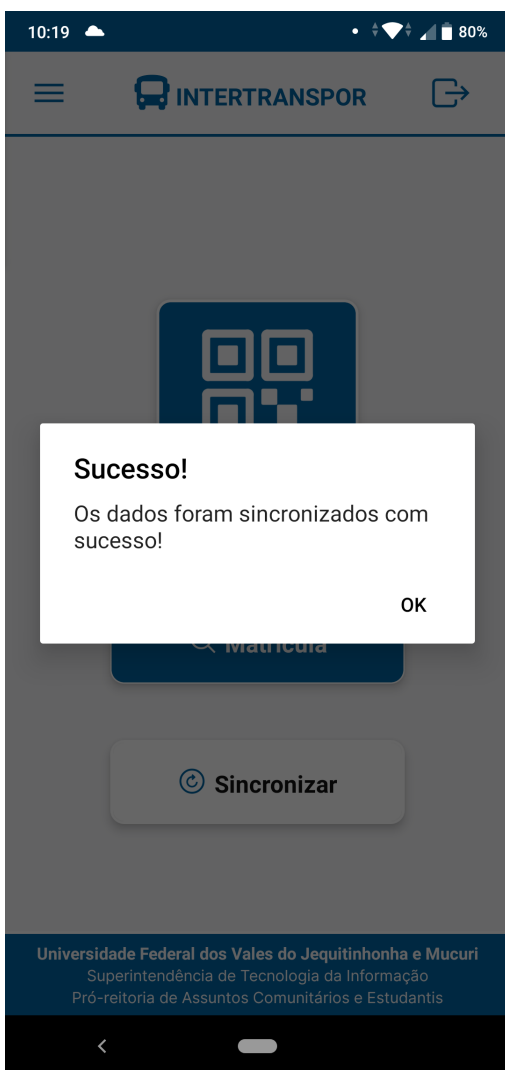 10:19
80%
INTERTRANSPOR
Sucesso!
Os dados foram sincronizados com
sucesso!
OK
Matrícula
Sincronizar
Universidade Federal dos Vales do Jequitinhonha e Mucuri
Superintendência de Tecnologia da Informação
Pró-reitoria de Assuntos Comunitários e Estudantis